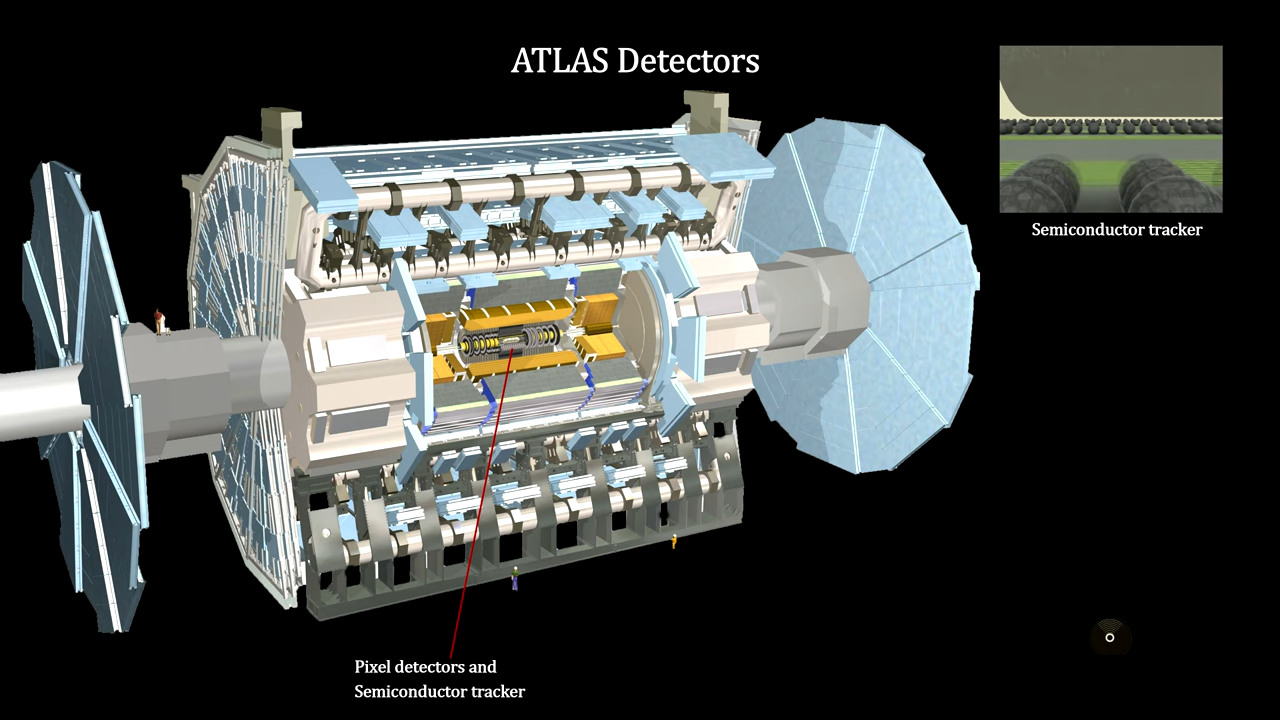 ATLAS Detectors
Semiconductor tracker
Pixel detectors and
Semiconductor tracker